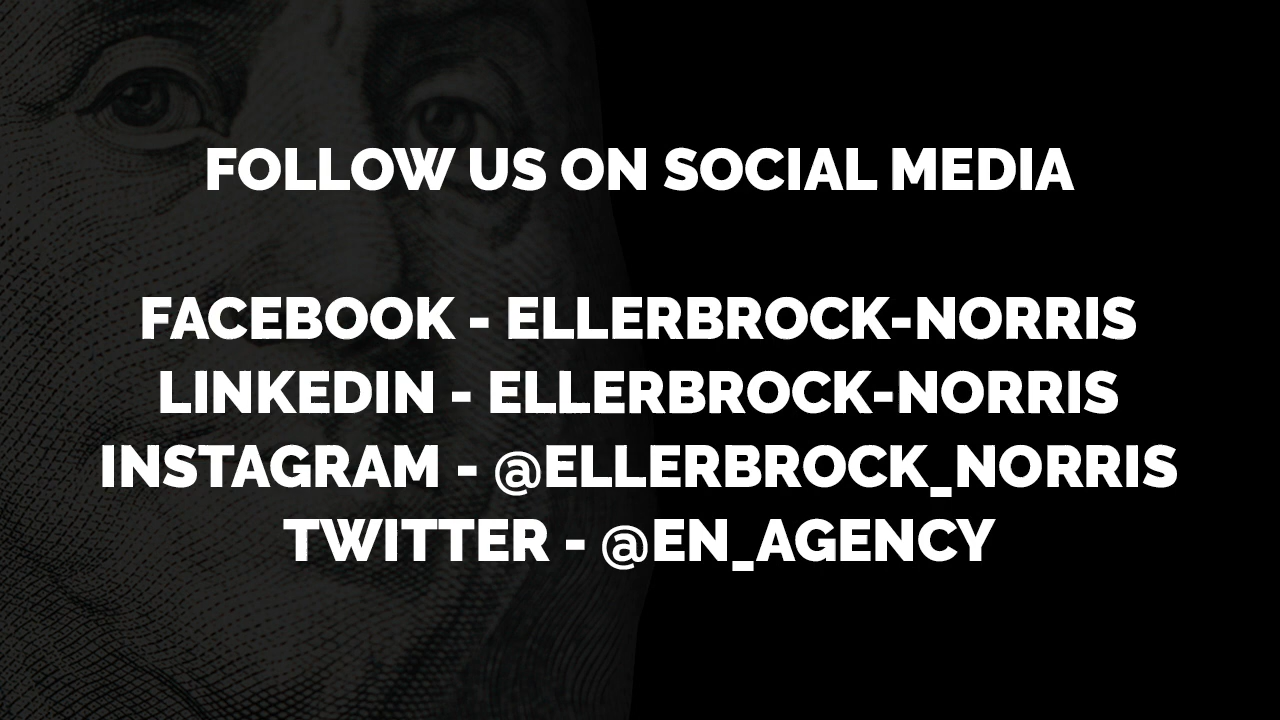 FOLLOW US ON SOCIAL MEDIA
FACEBOOK - ELLERBROCK-NORRIS
LINKEDIN - ELLERBROCK-NORRIS
INSTAGRAM - @ELLERBROCK_NORRIS
TWITTER - @EN_AGENCY